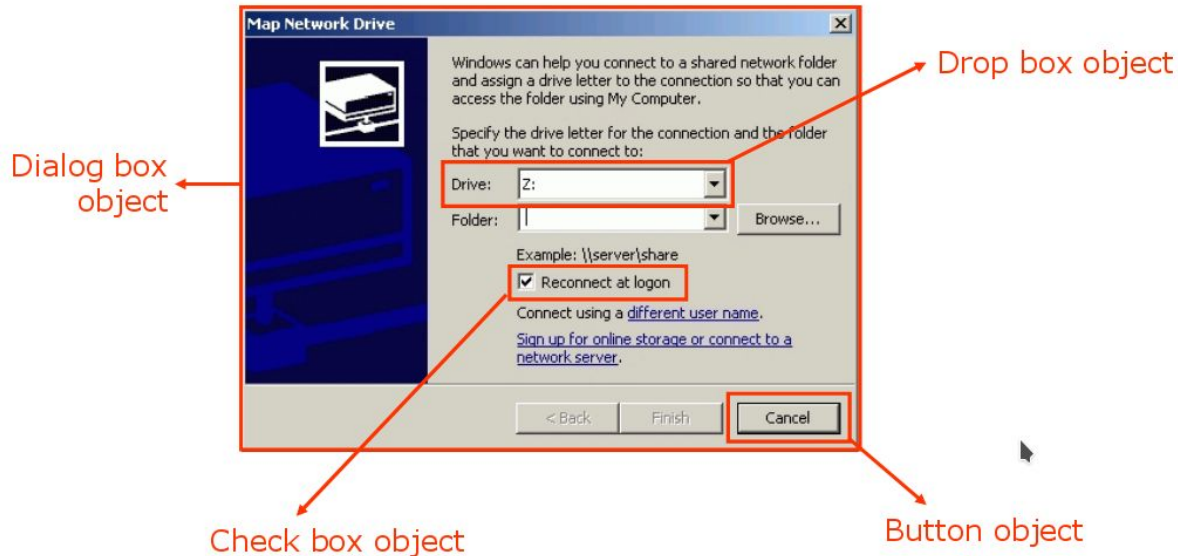 Map Network Drive
Windows can help you connect to a shared network folder
and assign a drive letter to the connection so that you can
access the folder using My Computer.
Specify the drive letter for the connection and the folder
that you want to connect to:
Drive: Z:
Folder: Browse...
Example: \\server\share
Reconnect at logon
Connect using a different user name.
Sign up for online storage or connect to a
network server.
< Back Finish Cancel
Drop box object
Dialog box
object
Check box object
Button object